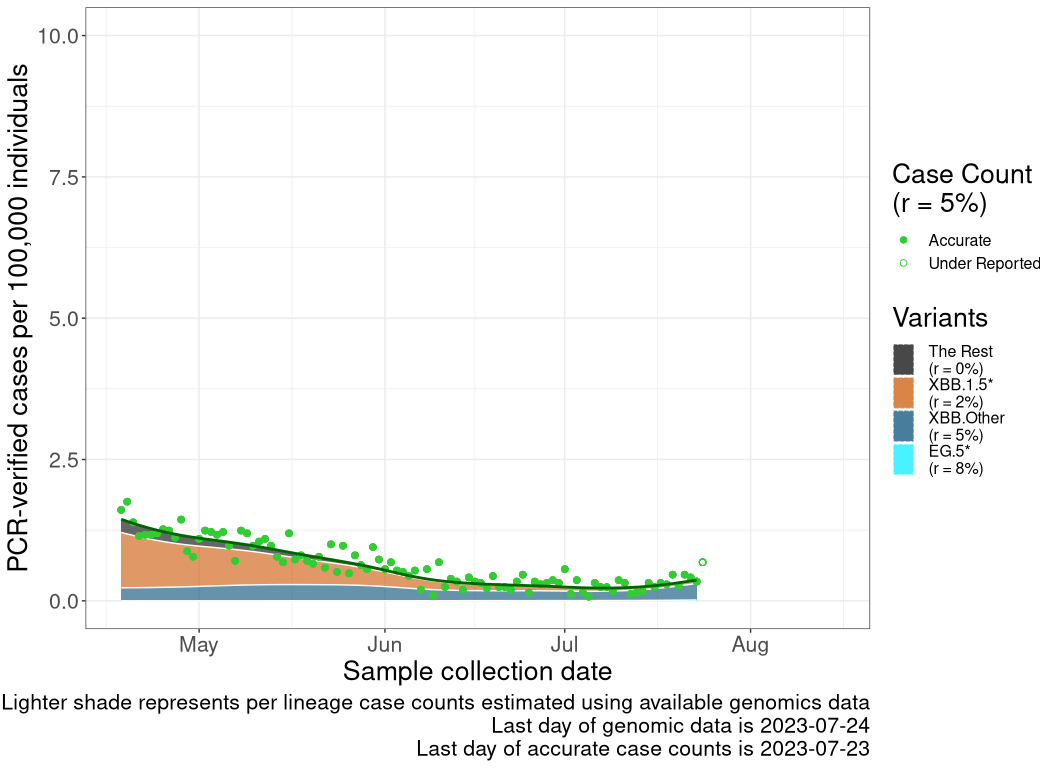 PCR-verified cases per 100,000 individuals
10.0
7.5
5.0
2.5
0.0
May
Jun
Jul
Aug
Sample collection date
Case Count
(r = 5%)
Accurate
Under Reported
Variants
The Rest
(r = 0%)
XBB.1.5*
(r = 2%)
XBB.Other
(r = 5%)
EG.5*
(r = 8%)
Lighter shade represents per lineage case counts estimated using available genomics data
Last day of genomic data is 2023-07-24
Last day of accurate case counts is 2023-07-23